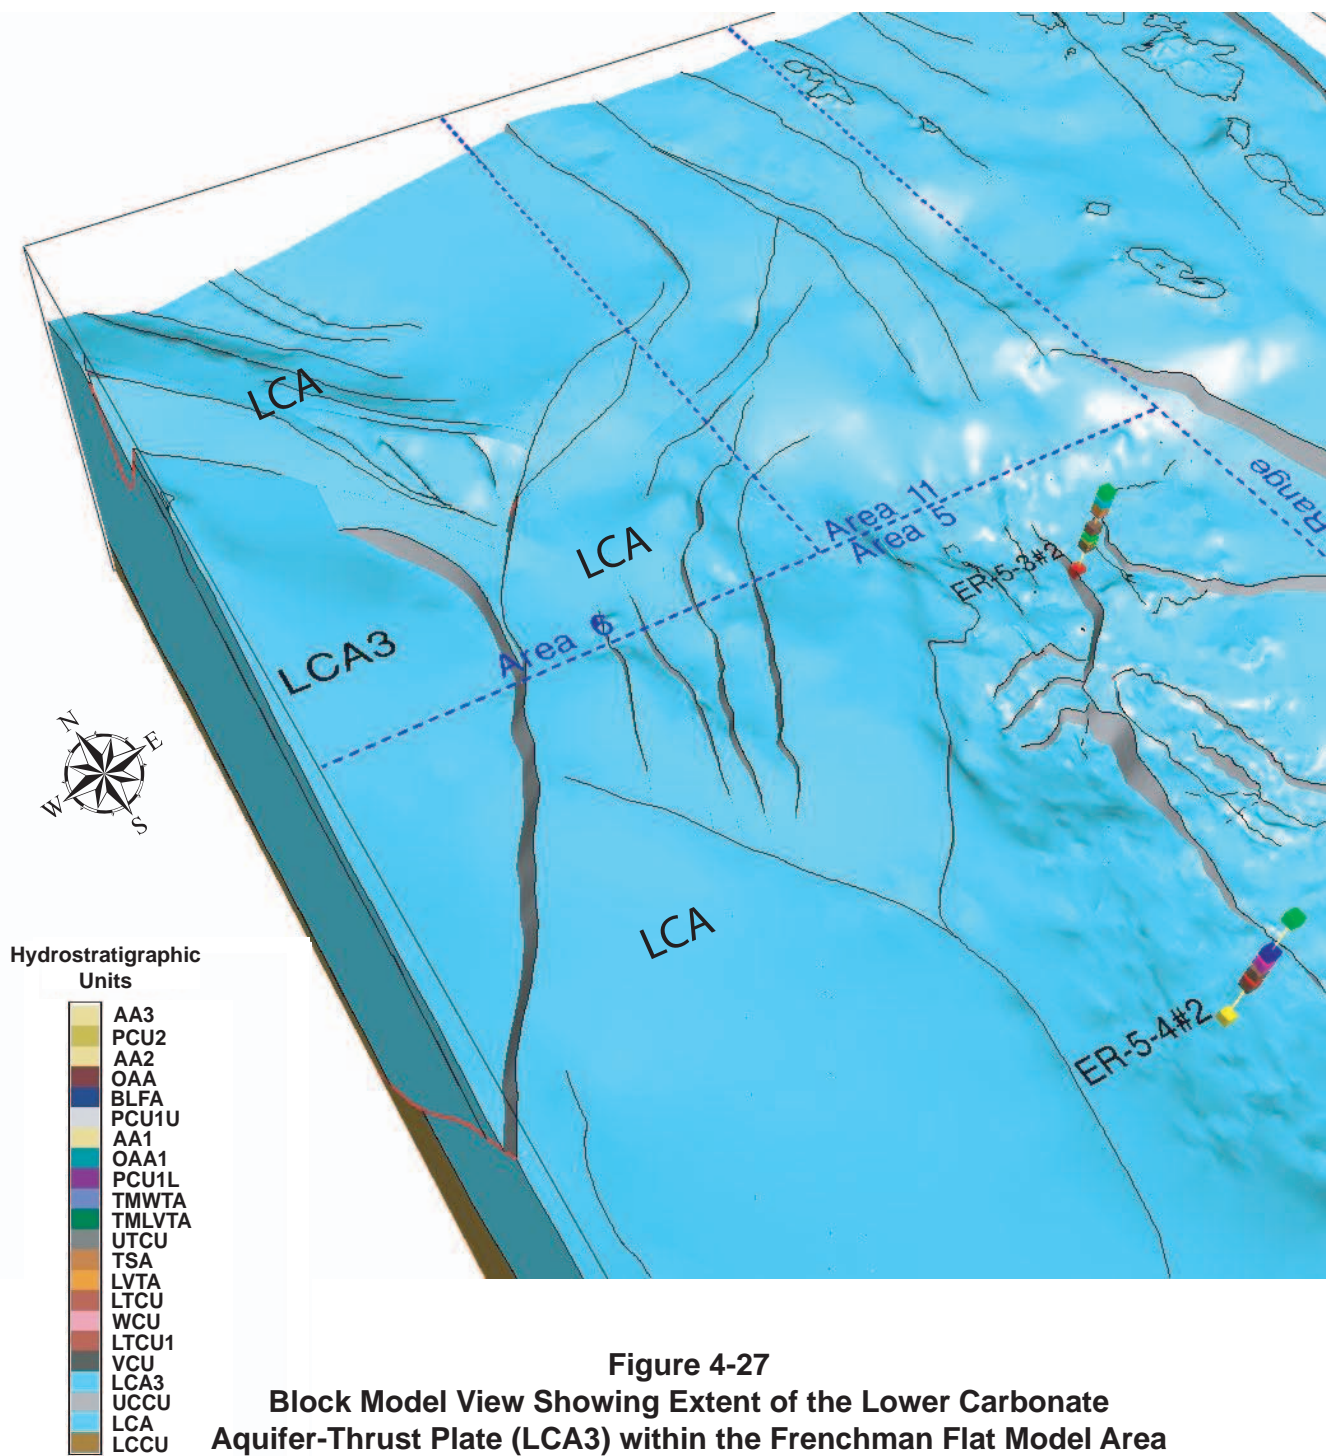 LCA
LCA
Area 11
Area 5
Range
ER-5-3#2
LCA3
Area 6
N
E
W
S
LCA
ER-5-4#2
Hydrostratigraphic
Units
AA3
PCU2
AA2
OAA
BLFA
PCU1U
AA1
OAA1
PCU1L
TMWTA
TMLVTA
UTCU
TSA
LVTA
LTCU
WCU
LTCU1
VCU
LCA3
UCCU
LCA
LCCU
Figure 4-27
Block Model View Showing Extent of the Lower Carbonate
Aquifer-Thrust Plate (LCA3) within the Frenchman Flat Model Area